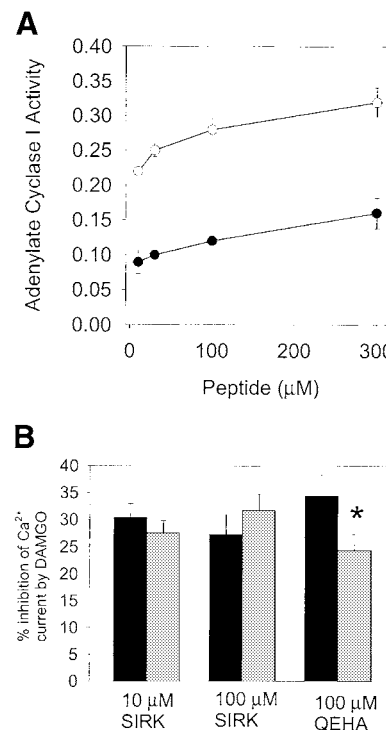 A
Adenylate Cyclase I Activity
0.40
0.35
0.30
0.25
0.20
0.15
0.10
0.05
0.00
0
100
200
300
Peptide (μM)
B
% inhibition of Ca²⁺
current by DAMGO
40
35
30
25
20
15
10
5
0
*
10 μM
SIRK
100 μM
SIRK
100 μM
QEHA